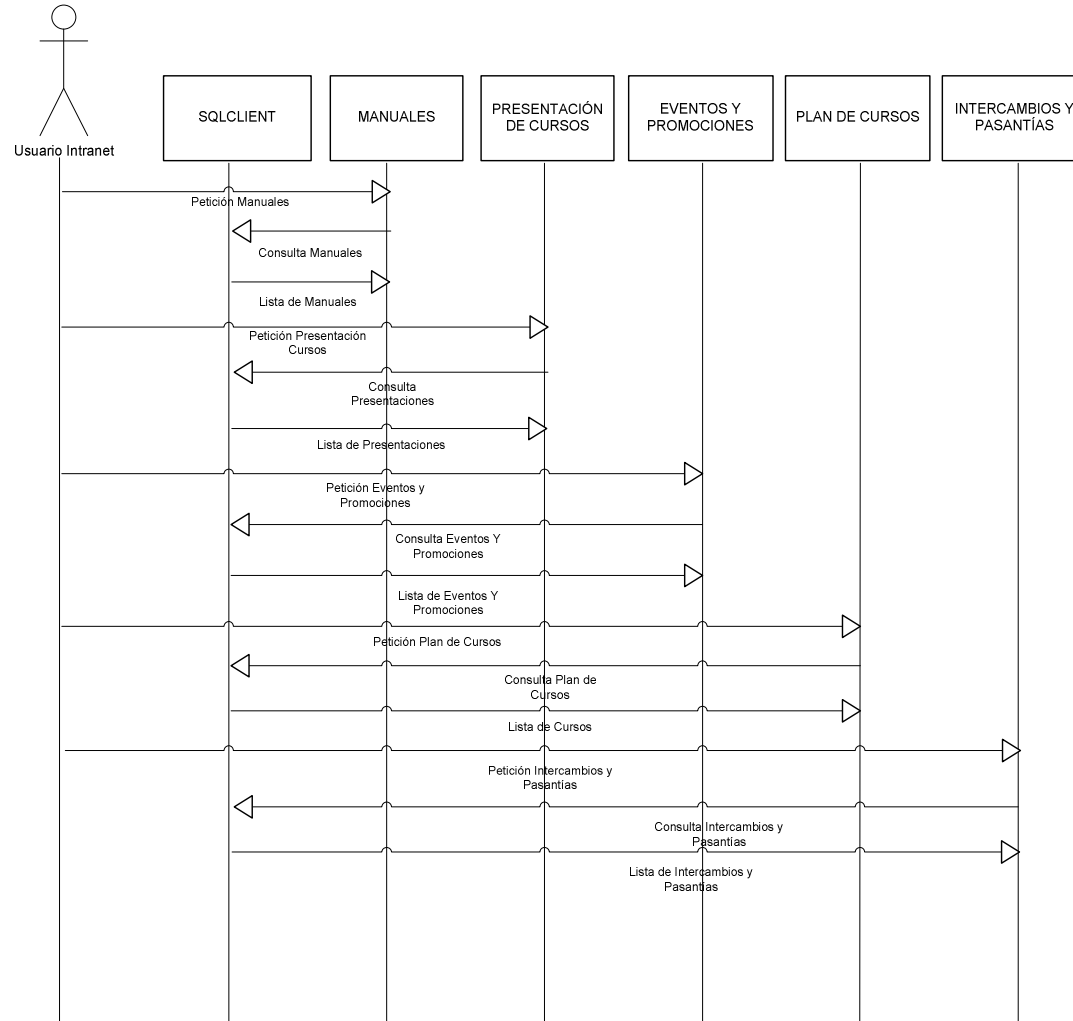 Usuario Intranet
SQLCLIENT
MANUALES
PRESENTACIÓN
DE CURSOS
EVENTOS Y
PROMOCIONES
PLAN DE CURSOS
INTERCAMBIOS Y
PASANTÍAS
Petición Manuales
Consulta Manuales
Lista de Manuales
Petición Presentación
Cursos
Consulta
Presentaciones
Lista de Presentaciones
Petición Eventos y
Promociones
Consulta Eventos Y
Promociones
Lista de Eventos Y
Promociones
Petición Plan de Cursos
Consulta Plan de
Cursos
Lista de Cursos
Petición Intercambios y
Pasantías
Consulta Intercambios y
Pasantías
Lista de Intercambios y
Pasantías